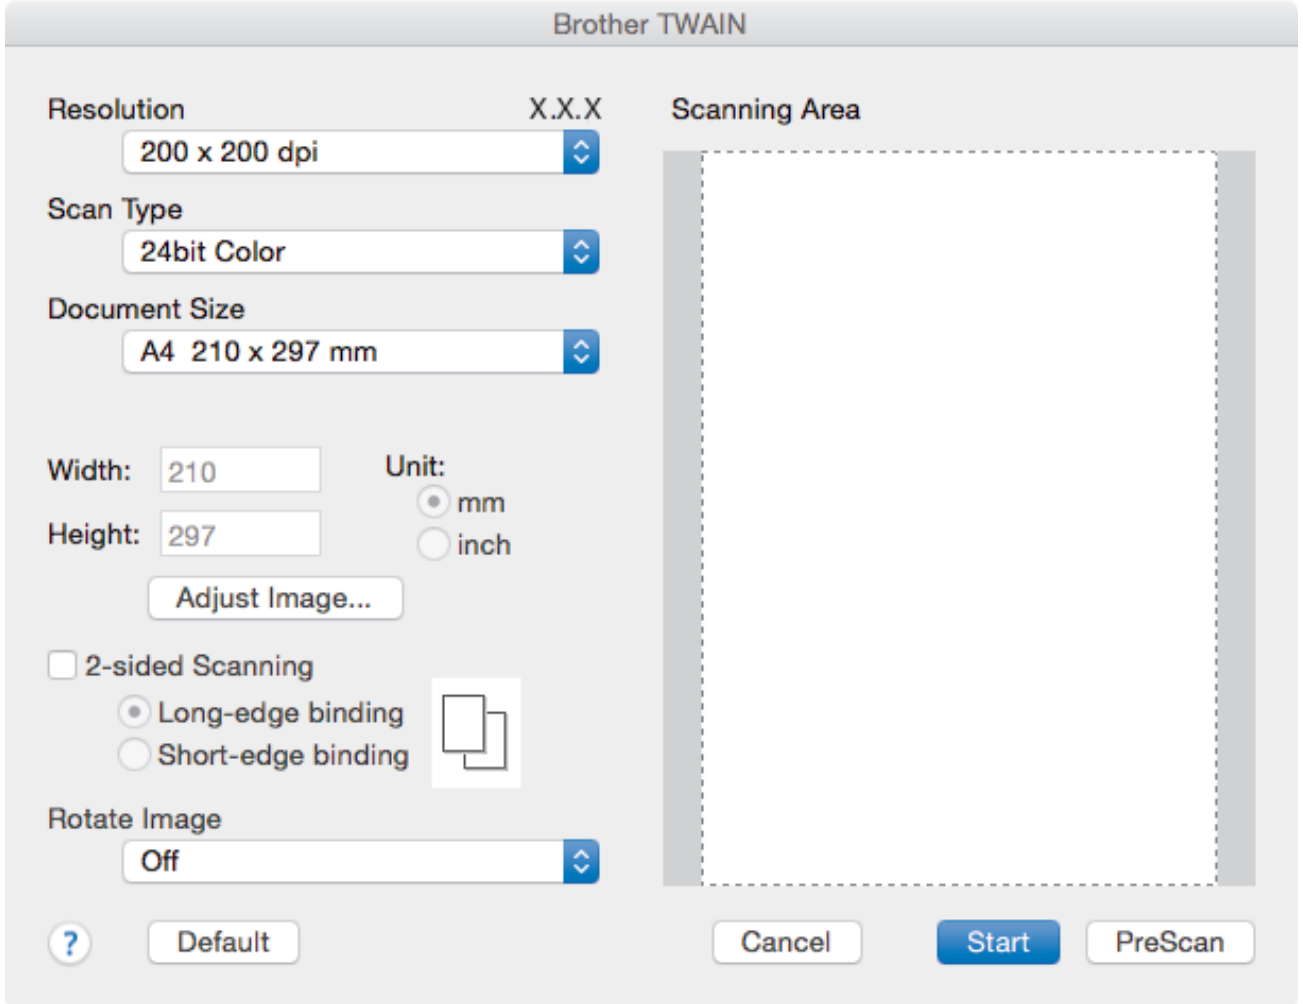 Brother TWAIN
Resolution X.X.X
200 x 200 dpi
Scan Type
24bit Color
Document Size
A4 210 x 297 mm
Width: 210
Height: 297
Unit:
mm
inch
Adjust Image...
2-sided Scanning
Long-edge binding
Short-edge binding
Rotate Image
Off
? Default
Scanning Area
Cancel Start PreScan